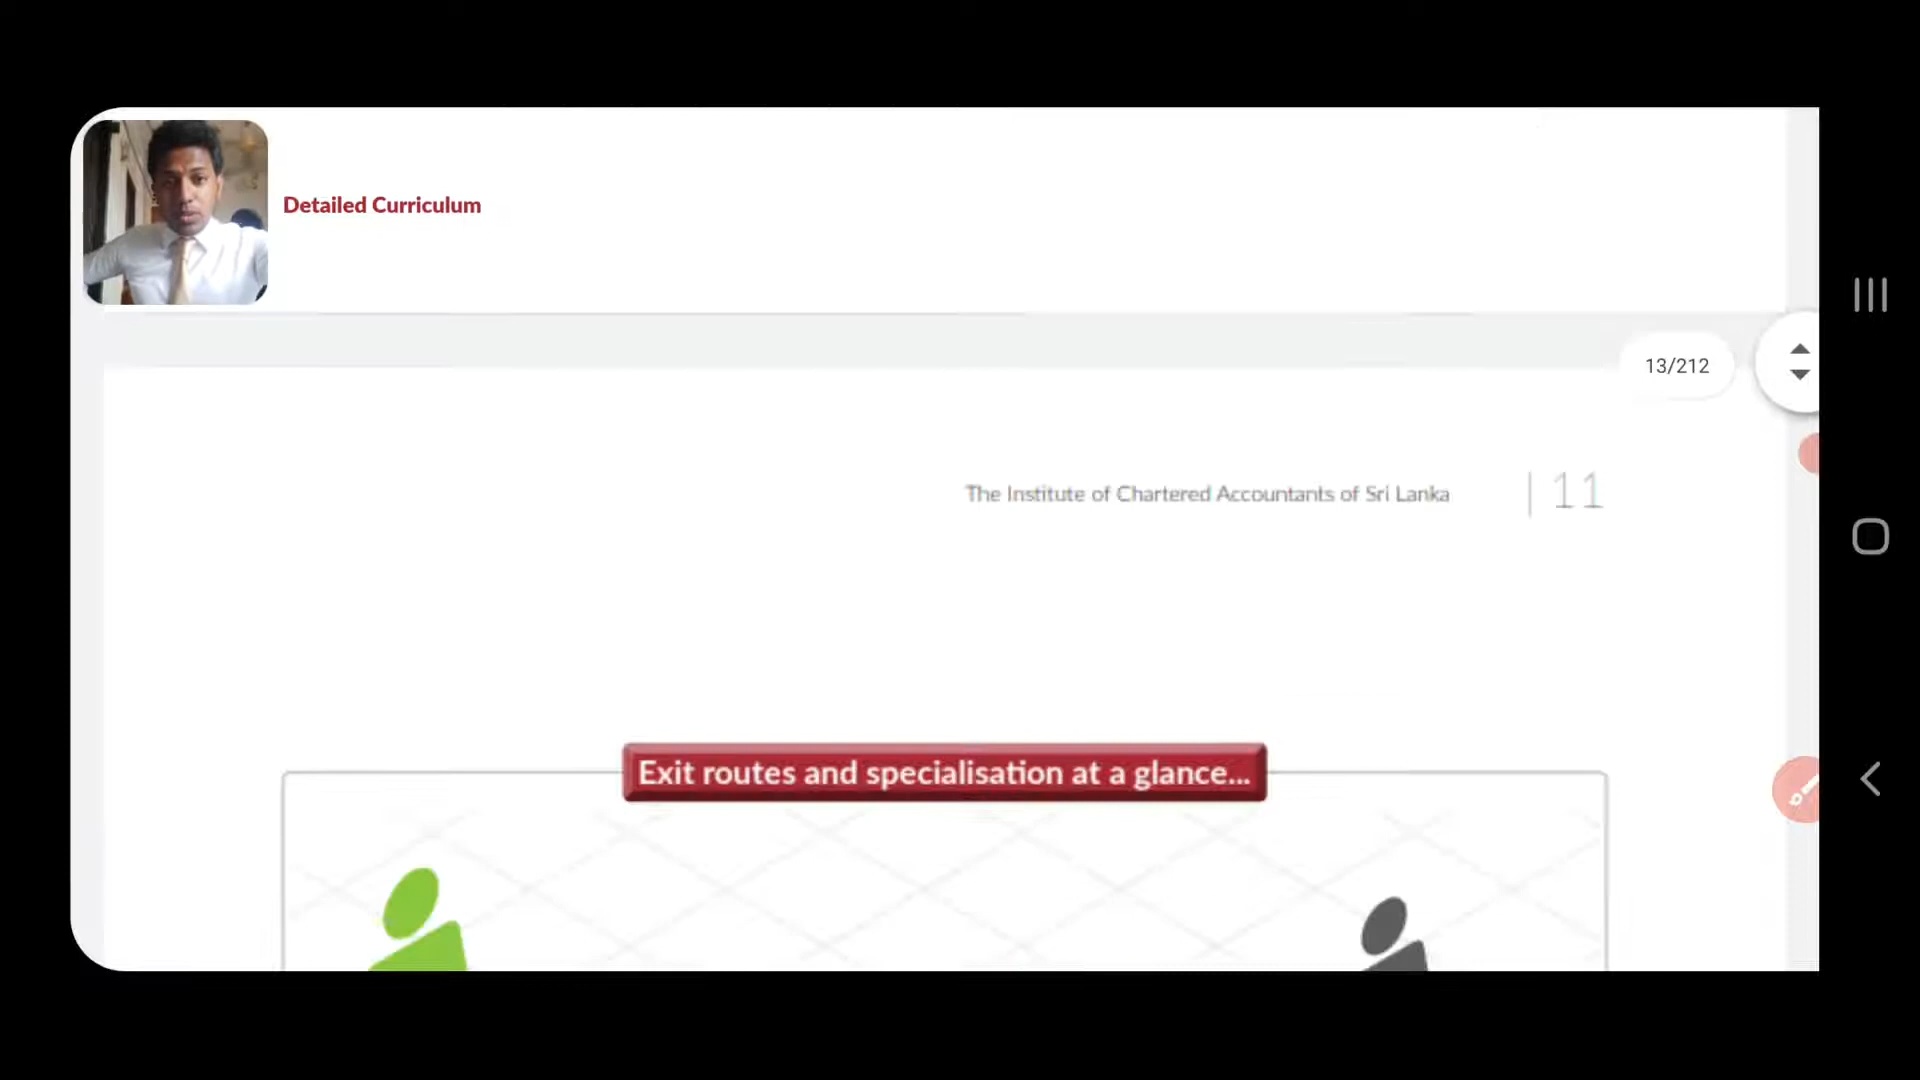 Detailed Curriculum
13/212
The Institute of Chartered Accountants of Sri Lanka | 11
Exit routes and specialisation at a glance...